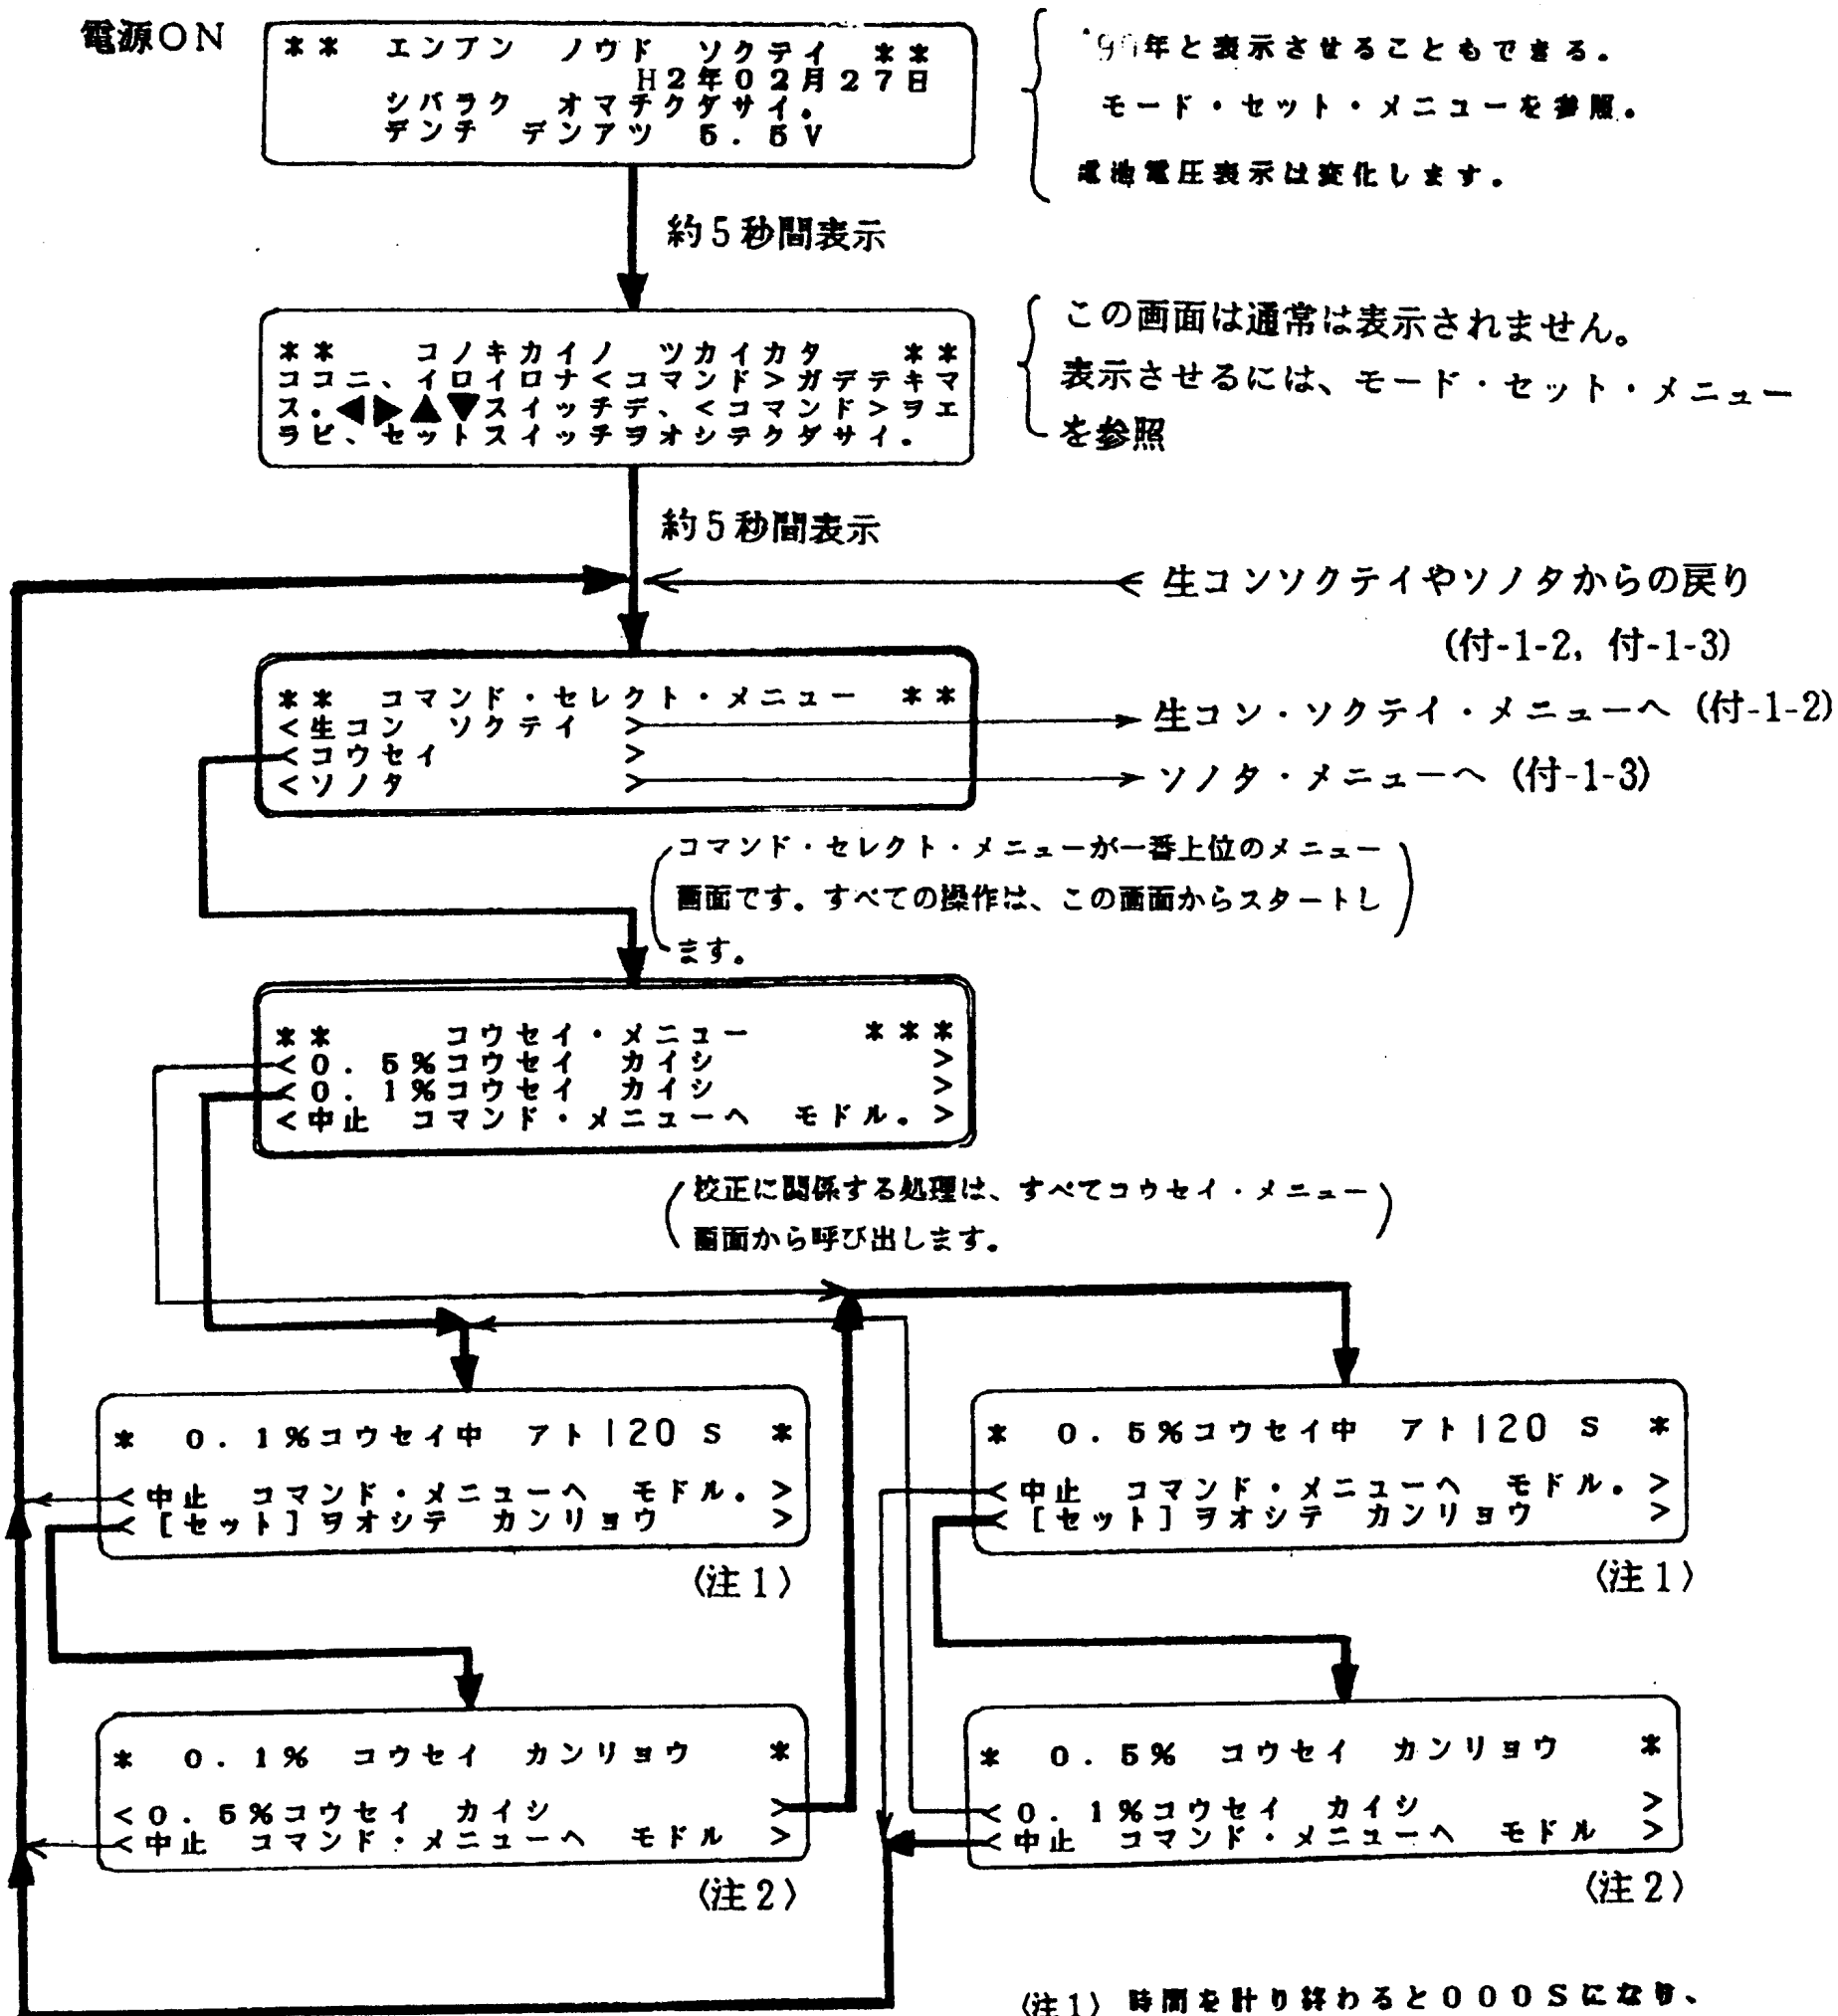 電源ON
** エンブン ノウド ソクテイ **
H2年02月27日
シバラク オマチクダサイ。
デンチ デンアツ 5.5V
'90年と表示させることもできる。
モード・セット・メニューを参照。
電池電圧表示は変化します。
約5秒間表示
** コノキカイノ ツカイカタ **
ココニ、イロイロナ<コマンド>ガデテキマ
ス。◀▶▲▼スイッチデ、<コマンド>ヲエ
ラビ、セットスイッチヲオシテクダサイ。
この画面は通常は表示されません。
表示させるには、モード・セット・メニュー
を参照
約5秒間表示
生コンソクテイやソノタからの戻り
(付-1-2, 付-1-3)
** コマンド・セレクト・メニュー **
<生コン ソクテイ >
<コウセイ >
<ソノタ >
生コン・ソクテイ・メニューへ (付-1-2)
ソノタ・メニューへ (付-1-3)
コマンド・セレクト・メニューが一番上位のメニュー
画面です。すべての操作は、この画面からスタートし
ます。
** コウセイ・メニュー ***
<0.5%コウセイ カイシ >
<0.1%コウセイ カイシ >
<中止 コマンド・メニューへ モドル。>
校正に関係する処理は、すべてコウセイ・メニュー
画面から呼び出します。
* 0.1%コウセイ中 アト120 S *
<中止 コマンド・メニューへ モドル。>
<[セット]ヲオシテ カンリョウ >
〈注1〉
* 0.5%コウセイ中 アト120 S *
<中止 コマンド・メニューへ モドル。>
<[セット]ヲオシテ カンリョウ >
〈注1〉
* 0.1% コウセイ カンリョウ *
<0.5%コウセイ カイシ >
<中止 コマンド・メニューへ モドル >
〈注2〉
* 0.5% コウセイ カンリョウ *
<0.1%コウセイ カイシ >
<中止 コマンド・メニューへ モドル >
〈注2〉
〈注1〉 時間を計り終わると000Sになり、